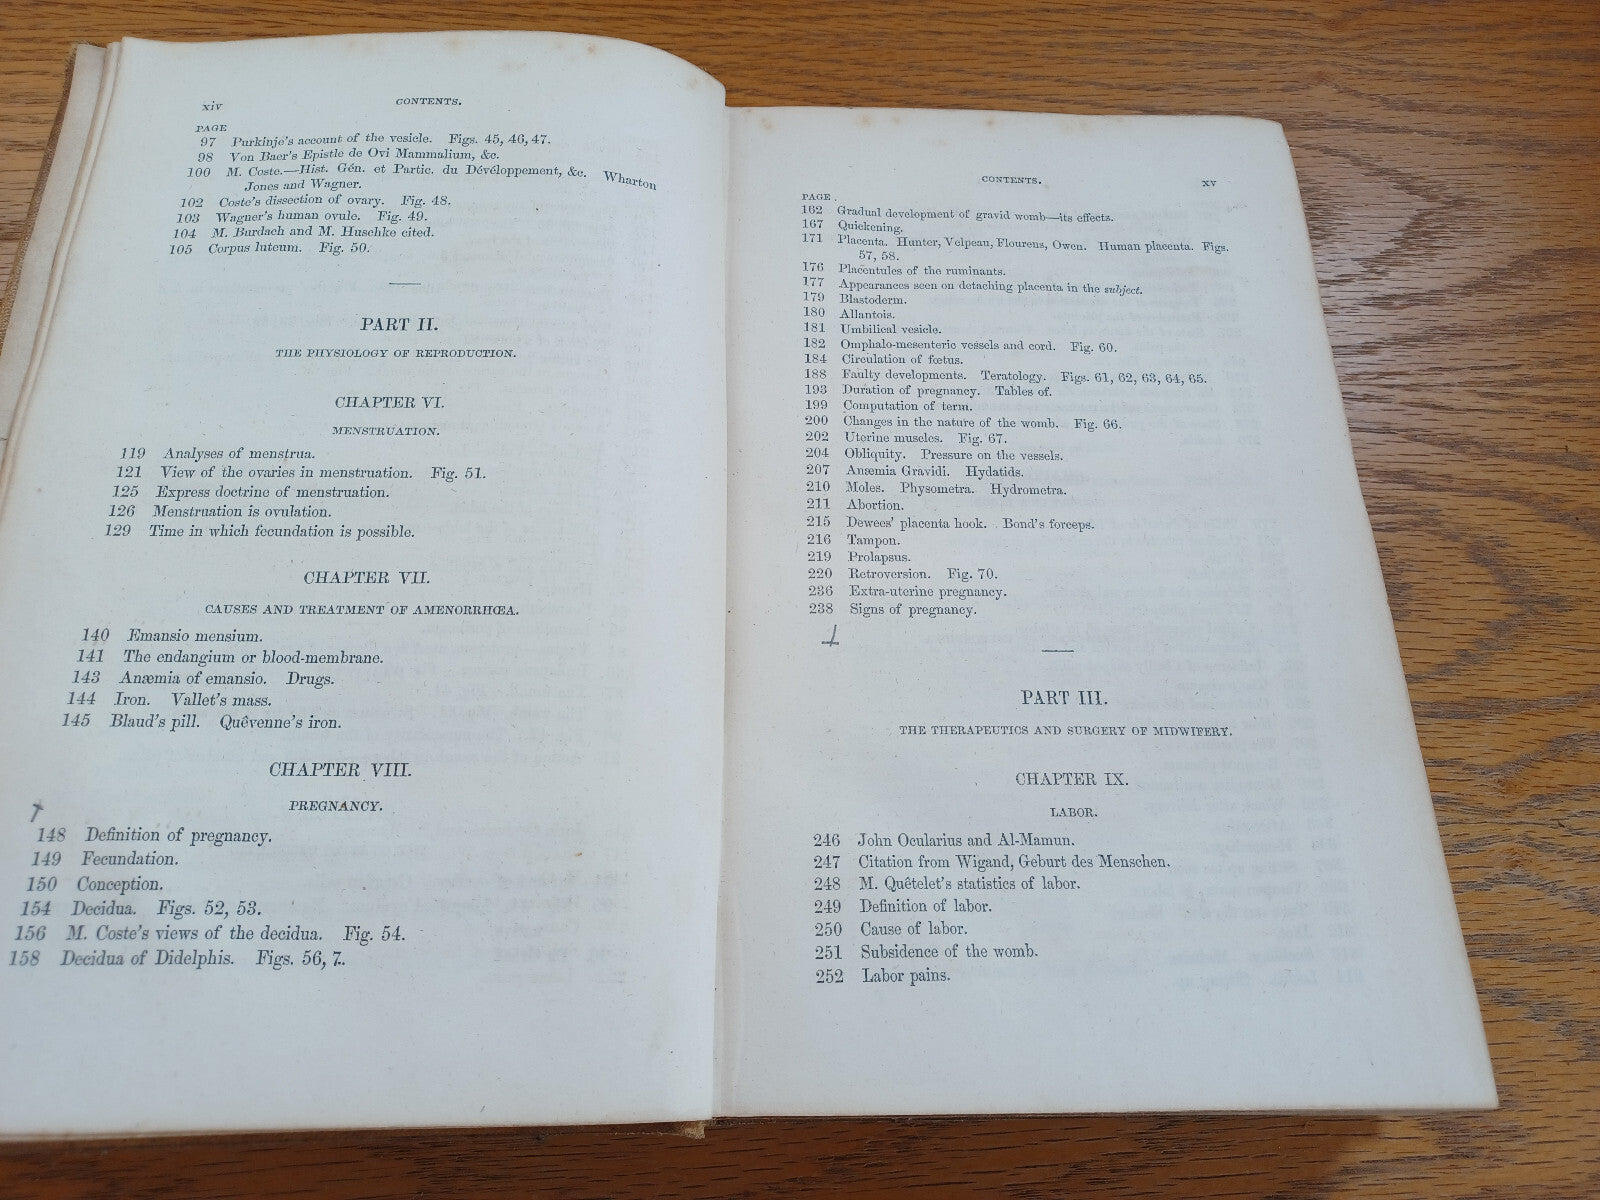 xiv
CONTENTS.
PAGE
97 Purkinje's account of the vesicle. Figs. 45, 46, 47.
98 Von Baer's Epistle de Ovi Mammalium, &c.
100 M. Coste.—Hist. Gén. et Partic. du Dévéloppement, &c. Wharton
Jones and Wagner.
102 Coste's dissection of ovary. Fig. 48.
103 Wagner's human ovule. Fig. 49.
104 M. Burdach and M. Huschke cited.
105 Corpus luteum. Fig. 50.
PART II.
THE PHYSIOLOGY OF REPRODUCTION.
CHAPTER VI.
MENSTRUATION.
119 Analyses of menstrua.
121 View of the ovaries in menstruation. Fig. 51.
125 Express doctrine of menstruation.
126 Menstruation is ovulation.
129 Time in which fecundation is possible.
CHAPTER VII.
CAUSES AND TREATMENT OF AMENORRHŒA.
140 Emansio mensium.
141 The endangium or blood-membrane.
143 Anæmia of emansio. Drugs.
144 Iron. Vallet's mass.
145 Blaud's pill. Quêvenne's iron.
CHAPTER VIII.
PREGNANCY.
148 Definition of pregnancy.
149 Fecundation.
150 Conception.
154 Decidua. Figs. 52, 53.
156 M. Coste's views of the decidua. Fig. 54.
158 Decidua of Didelphis. Figs. 56, 7.
CONTENTS.
xv
PAGE
162 Gradual development of gravid womb—its effects.
167 Quickening.
171 Placenta. Hunter, Velpeau, Flourens, Owen. Human placenta. Figs.
57, 58.
176 Placentules of the ruminants.
177 Appearances seen on detaching placenta in the subject.
179 Blastoderm.
180 Allantois.
181 Umbilical vesicle.
182 Omphalo-mesenteric vessels and cord. Fig. 60.
184 Circulation of fœtus.
188 Faulty developments. Teratology. Figs. 61, 62, 63, 64, 65.
193 Duration of pregnancy. Tables of.
199 Computation of term.
200 Changes in the nature of the womb. Fig. 66.
202 Uterine muscles. Fig. 67.
204 Obliquity. Pressure on the vessels.
207 Anæmia Gravidi. Hydatids.
210 Moles. Physometra. Hydrometra.
211 Abortion.
215 Dewees' placenta hook. Bond's forceps.
216 Tampon.
219 Prolapsus.
220 Retroversion. Fig. 70.
236 Extra-uterine pregnancy.
238 Signs of pregnancy.
PART III.
THE THERAPEUTICS AND SURGERY OF MIDWIFERY.
CHAPTER IX.
LABOR.
246 John Ocularius and Al-Mamun.
247 Citation from Wigand, Geburt des Menschen.
248 M. Quêtelet's statistics of labor.
249 Definition of labor.
250 Cause of labor.
251 Subsidence of the womb.
252 Labor pains.